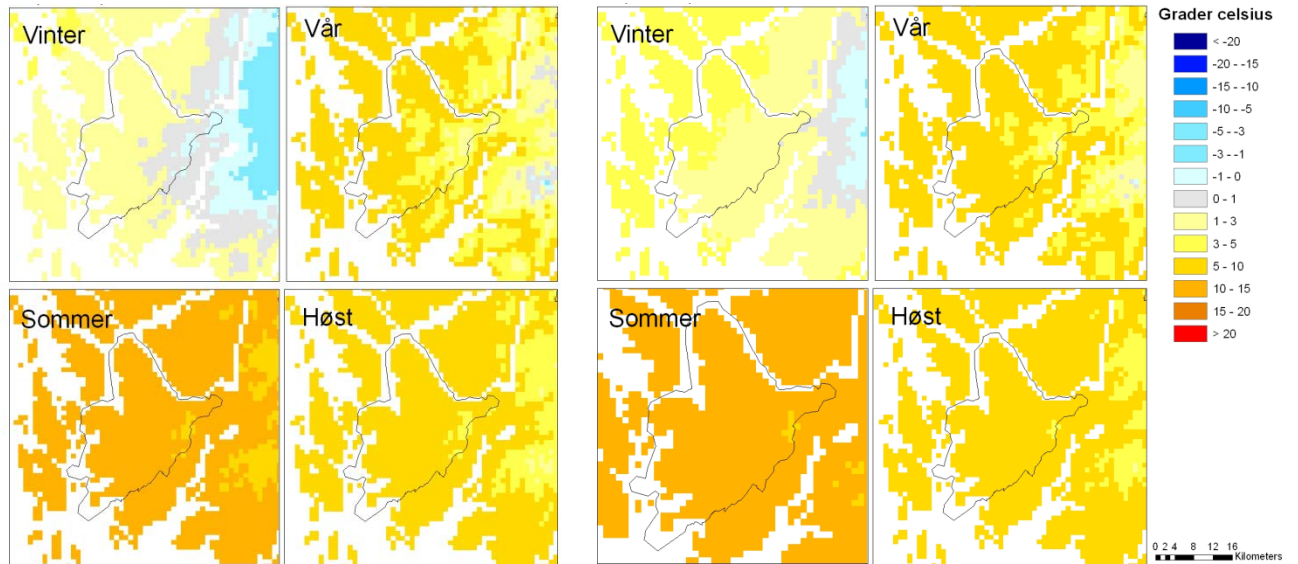 Vinter
Vår
Vinter
Vår
Sommer
Høst
Sommer
Høst
Grader celsius
< -20
-20 - -15
-15 - -10
-10 - -5
-5 - -3
-3 - -1
-1 - 0
0 - 1
1 - 3
3 - 5
5 - 10
10 - 15
15 - 20
> 20
0 2 4 8 12 16
Kilometers